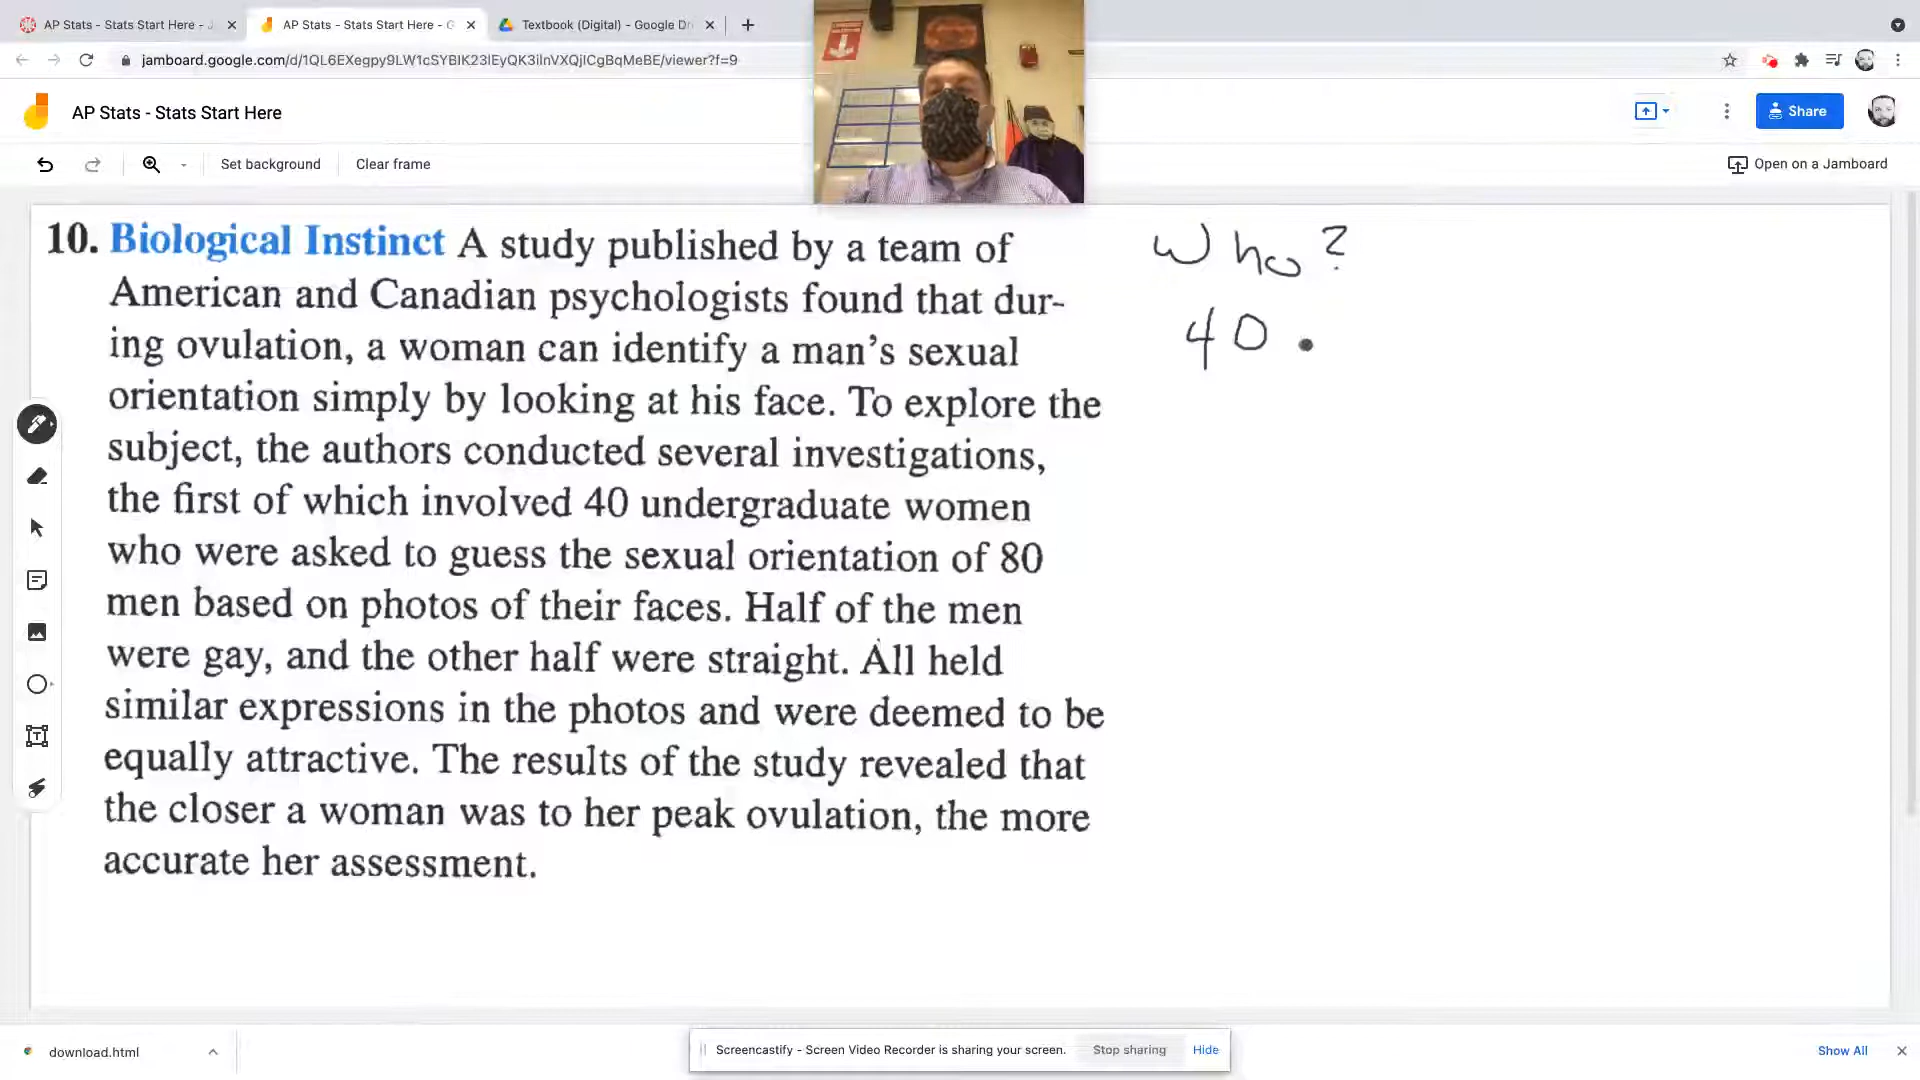 AP Stats - Stats Start Here - J
AP Stats - Stats Start Here - G
Textbook (Digital) - Google Dr
jamboard.google.com/d/1QL6EXegpy9LW1cSYBIK23lEyQK3ilnVXQjlCgBqMeBE/viewer?f=9
AP Stats - Stats Start Here
Share
Set background
Clear frame
Open on a Jamboard
10. Biological Instinct A study published by a team of
American and Canadian psychologists found that dur-
ing ovulation, a woman can identify a man's sexual
orientation simply by looking at his face. To explore the
subject, the authors conducted several investigations,
the first of which involved 40 undergraduate women
who were asked to guess the sexual orientation of 80
men based on photos of their faces. Half of the men
were gay, and the other half were straight. All held
similar expressions in the photos and were deemed to be
equally attractive. The results of the study revealed that
the closer a woman was to her peak ovulation, the more
accurate her assessment.
Who?
40
download.html
Screencastify - Screen Video Recorder is sharing your screen.
Stop sharing
Hide
Show All